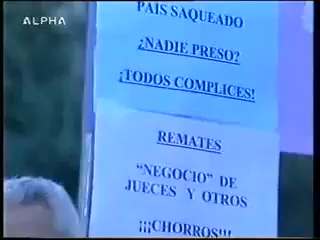 ALPHA
PAIS SAQUEADO
¿NADIE PRESO?
¡TODOS COMPLICES!
REMATES
“NEGOCIO” DE
JUECES Y OTROS
¡¡¡CHORROS!!!